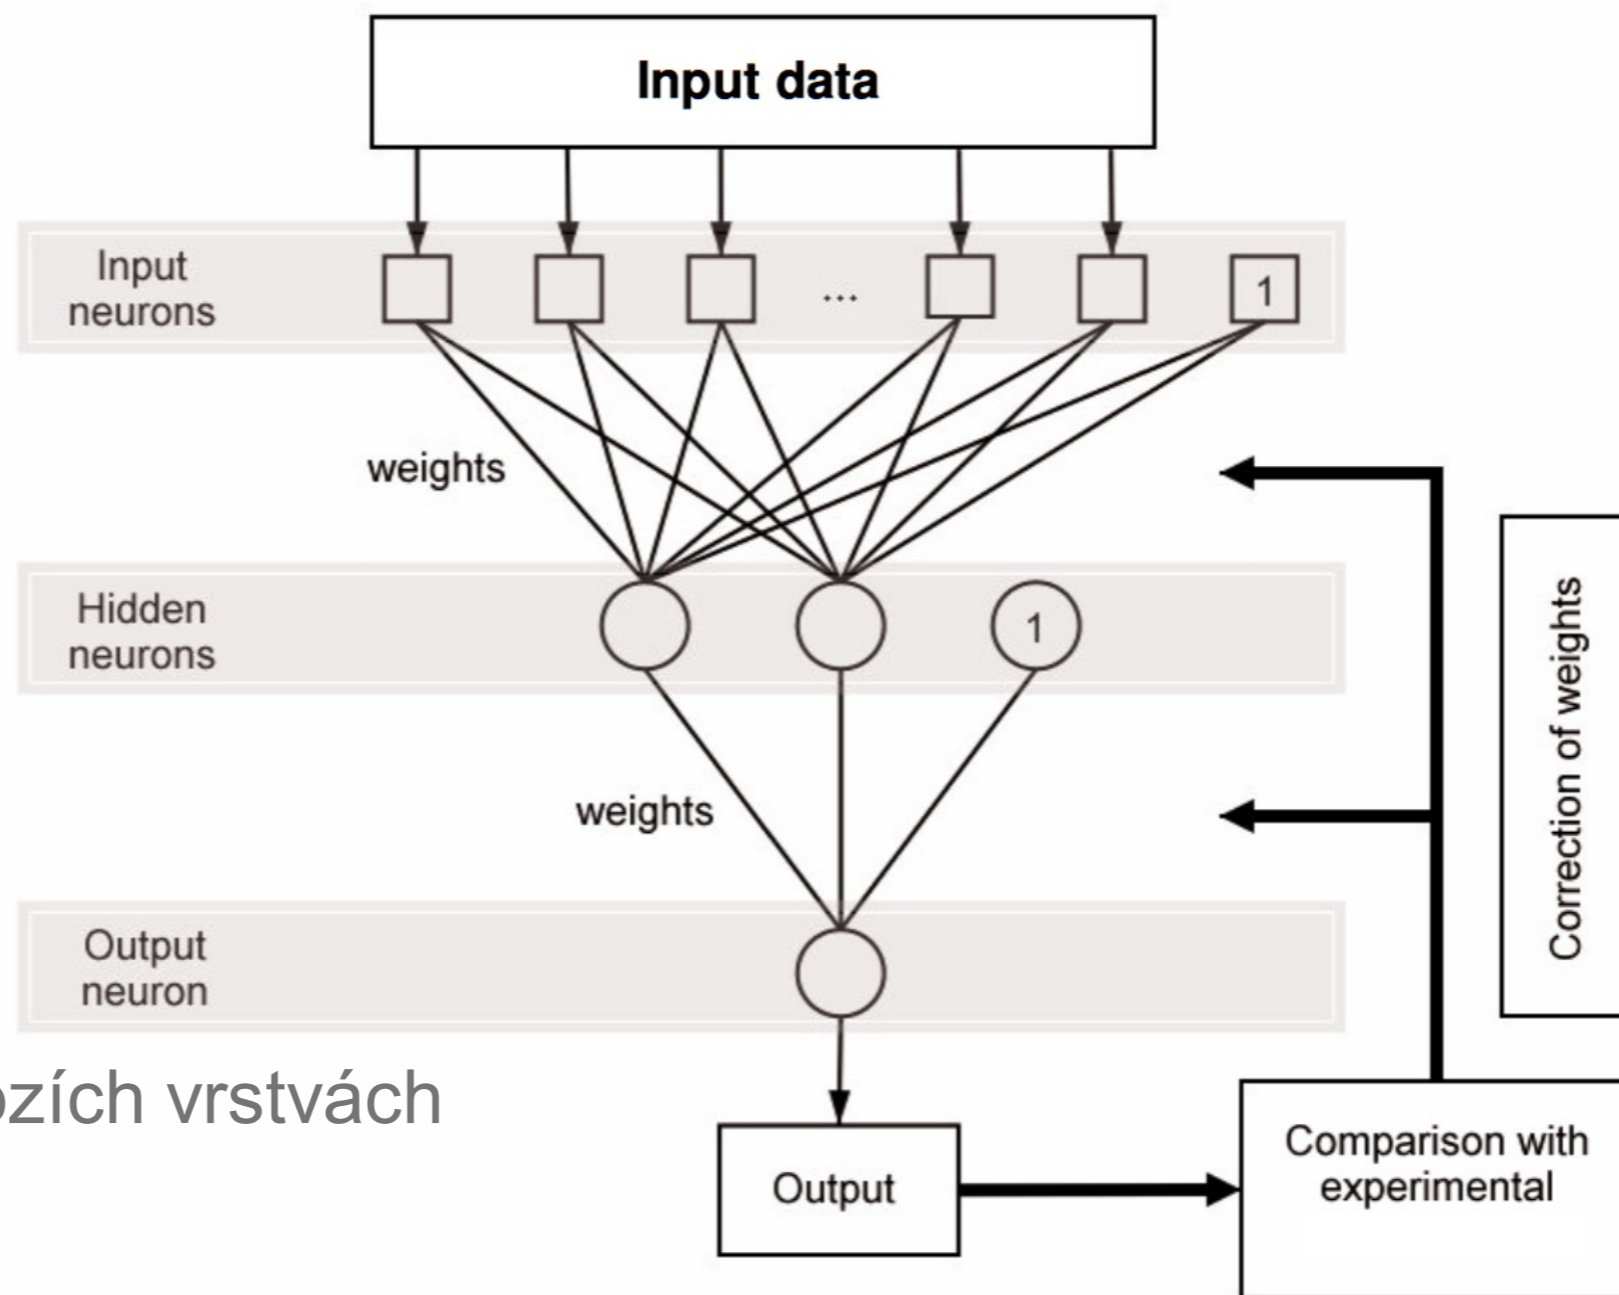 Input data
Input
neurons
...
1
weights
Hidden
neurons
1
weights
Correction of weights
Output
neuron
vrstvách
Output
Comparison with
experimental